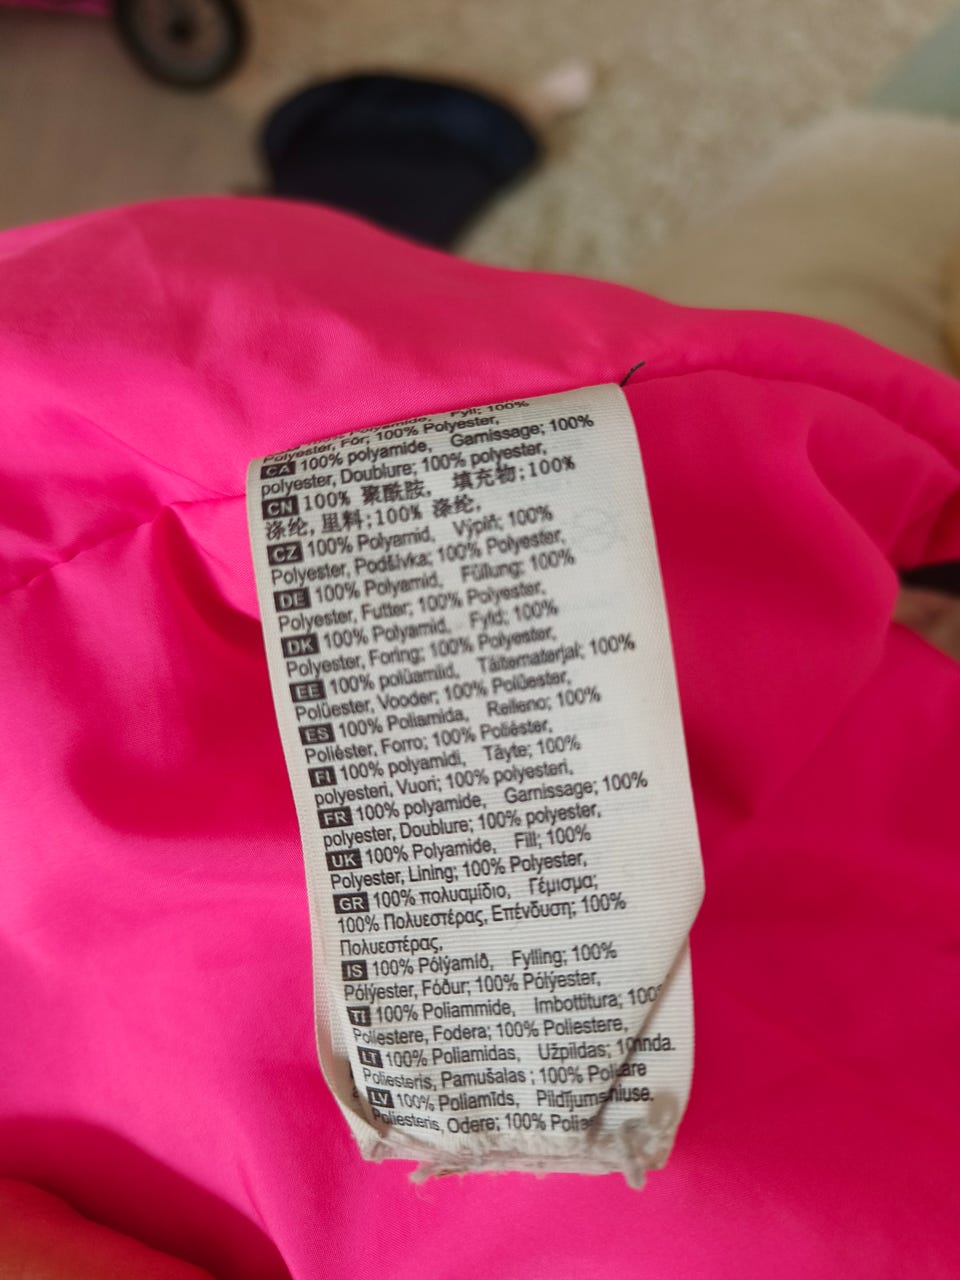 Polyester, För; 100% Polyester,
CA 100% polyamide, Garnissage; 100%
polyester, Doublure; 100% polyester,
CN 100% 聚酰胺, 填充物;100%
涤纶,里料;100% 涤纶,
CZ 100% Polyamid, Výplň; 100%
Polyester, Podšívka; 100% Polyester,
DE 100% Polyamid, Füllung; 100%
Polyester, Futter; 100% Polyester,
DK 100% Polyamid, Fyld; 100%
Polyester, Foring; 100% Polyester,
EE 100% polüamiid, Täitematerjal; 100%
Polüester, Vooder; 100% Polüester,
ES 100% Poliamida, Relleno; 100%
Poliéster, Forro; 100% Poliéster,
FI 100% polyamidi, Täyte; 100%
polyesteri, Vuori; 100% polyesteri,
FR 100% polyamide, Garnissage; 100%
polyester, Doublure; 100% polyester,
UK 100% Polyamide, Fill; 100%
Polyester, Lining; 100% Polyester,
GR 100% πολυαμίδιο, Γέμισμα;
100% Πολυεστέρας, Επένδυση; 100%
Πολυεστέρας,
IS 100% Pólýamíð, Fylling; 100%
Pólýester, Fóður; 100% Pólýester,
TI 100% Poliammide, Imbottitura; 100
Poliestere, Fodera; 100% Poliestere,
LT 100% Poliamidas, Užpildas; 10
Poliesteris, Pamušalas ; 100% Pol
LV 100% Poliamīds, Pildījums
Poliesteris, Odere; 100% Polie